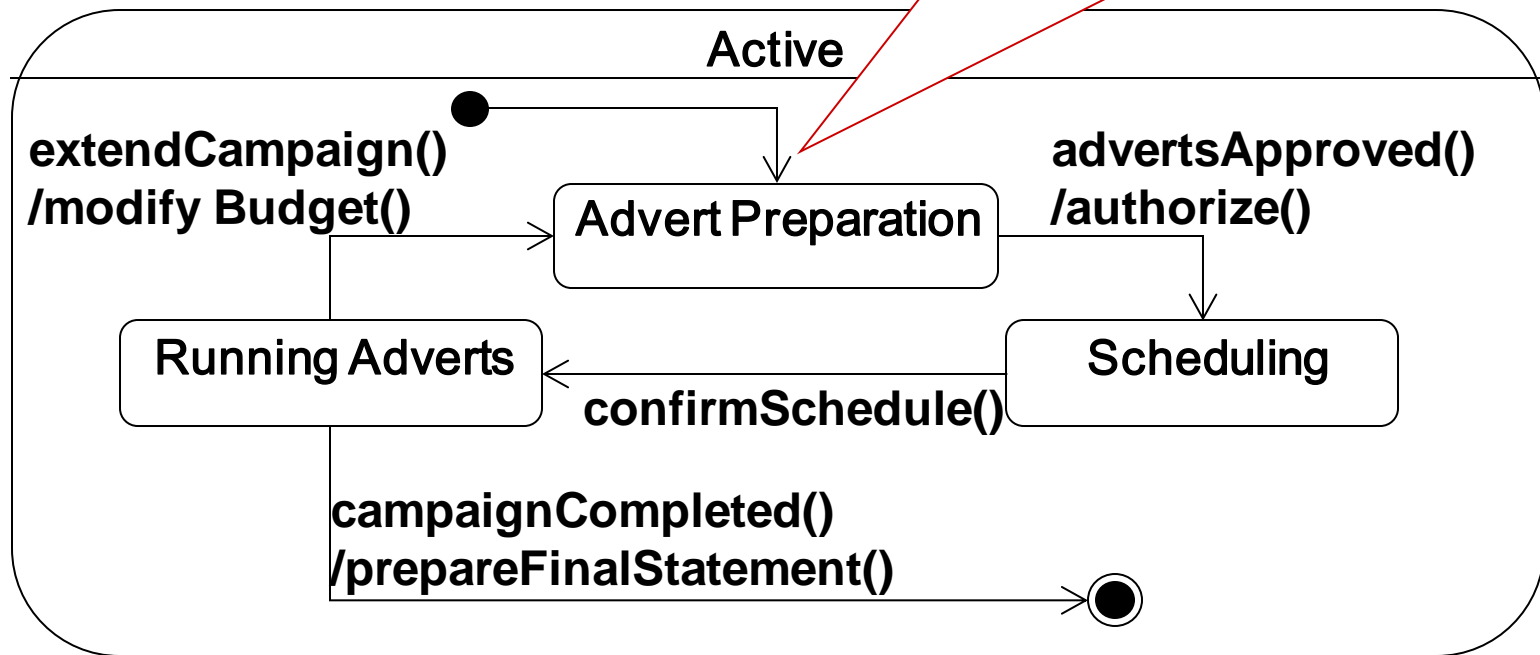 Active
extendCampaign()
/modify Budget()
advertsApproved()
/authorize()
Advert Preparation
Running Adverts
Scheduling
confirmSchedule()
campaignCompleted()
/prepareFinalStatement()